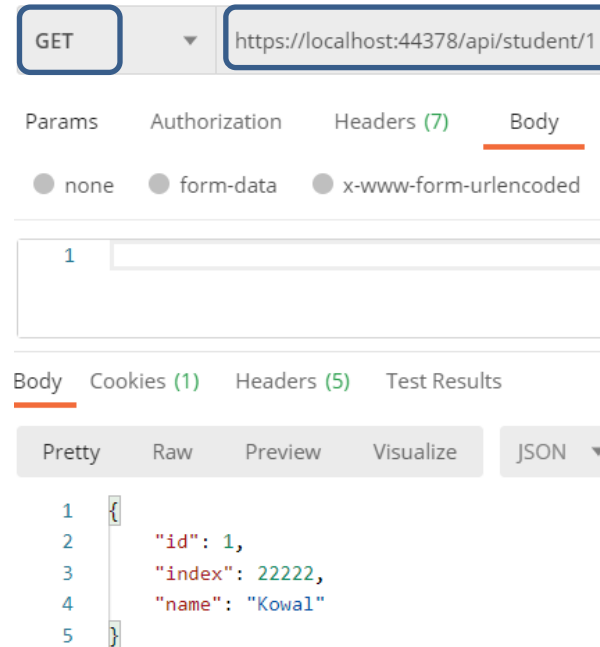 GET https://localhost:44378/api/student/1
Params Authorization Headers (7) Body
none form-data x-www-form-urlencoded
1
Body Cookies (1) Headers (5) Test Results
Pretty Raw Preview Visualize JSON
1 {
2 "id": 1,
3 "index": 22222,
4 "name": "Kowal"
5 }